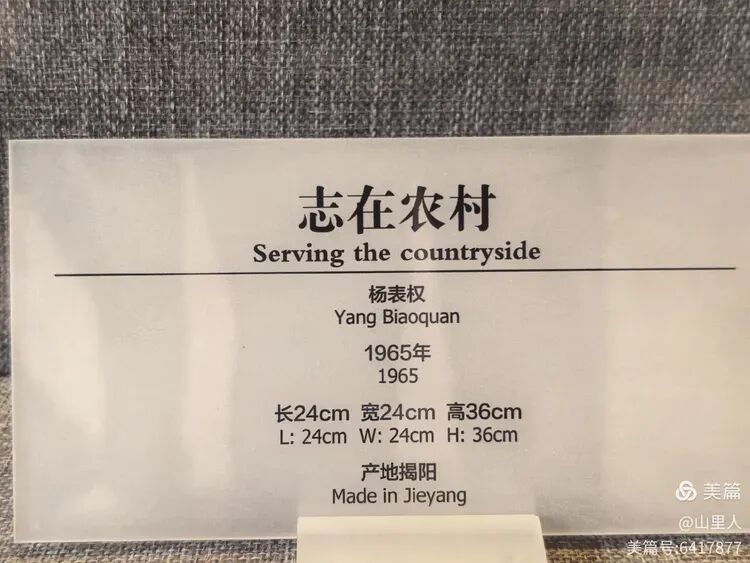 志在农村
Serving the countryside
杨表权
Yang Biaoquan
1965年
1965
长24cm 宽24cm 高36cm
L: 24cm W: 24cm H: 36cm
产地揭阳
Made in Jieyang
美篇
@山里人
美篇号:6417877